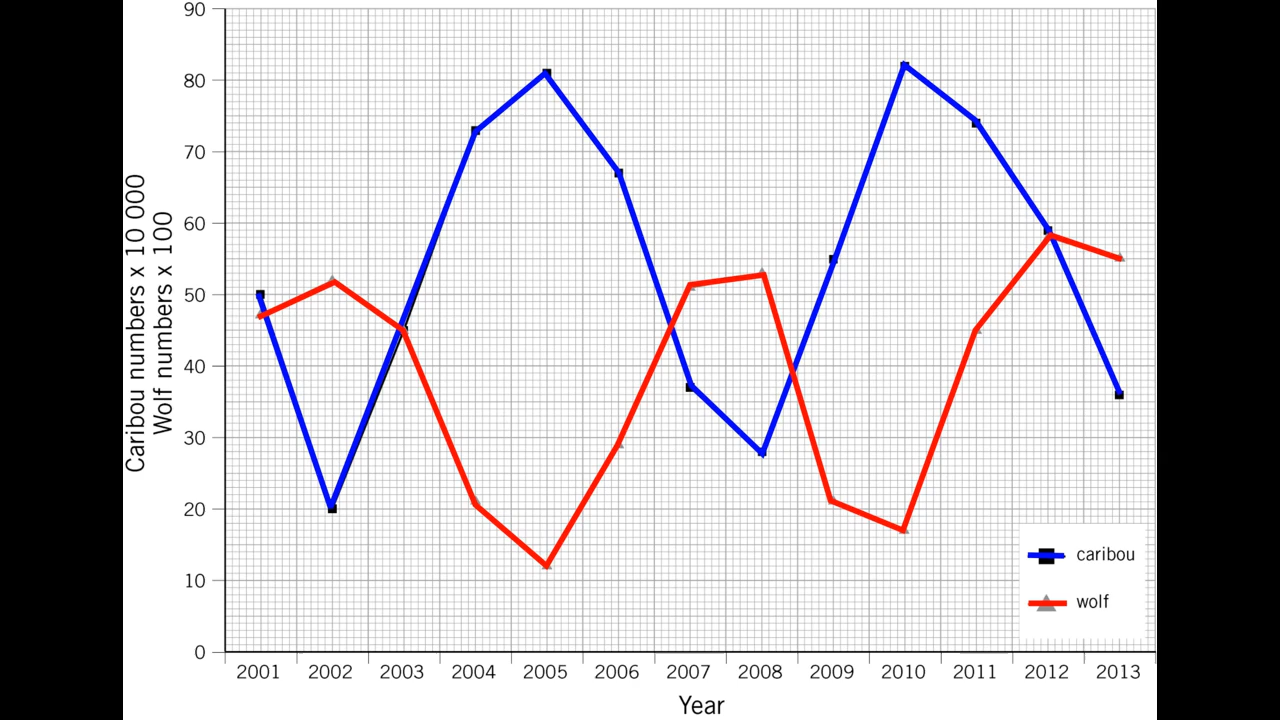 90
80
70
60
50
40
30
20
10
0
Caribou numbers x 10 000
Wolf numbers x 100
caribou
wolf
2001 2002 2003 2004 2005 2006 2007 2008 2009 2010 2011 2012 2013
Year